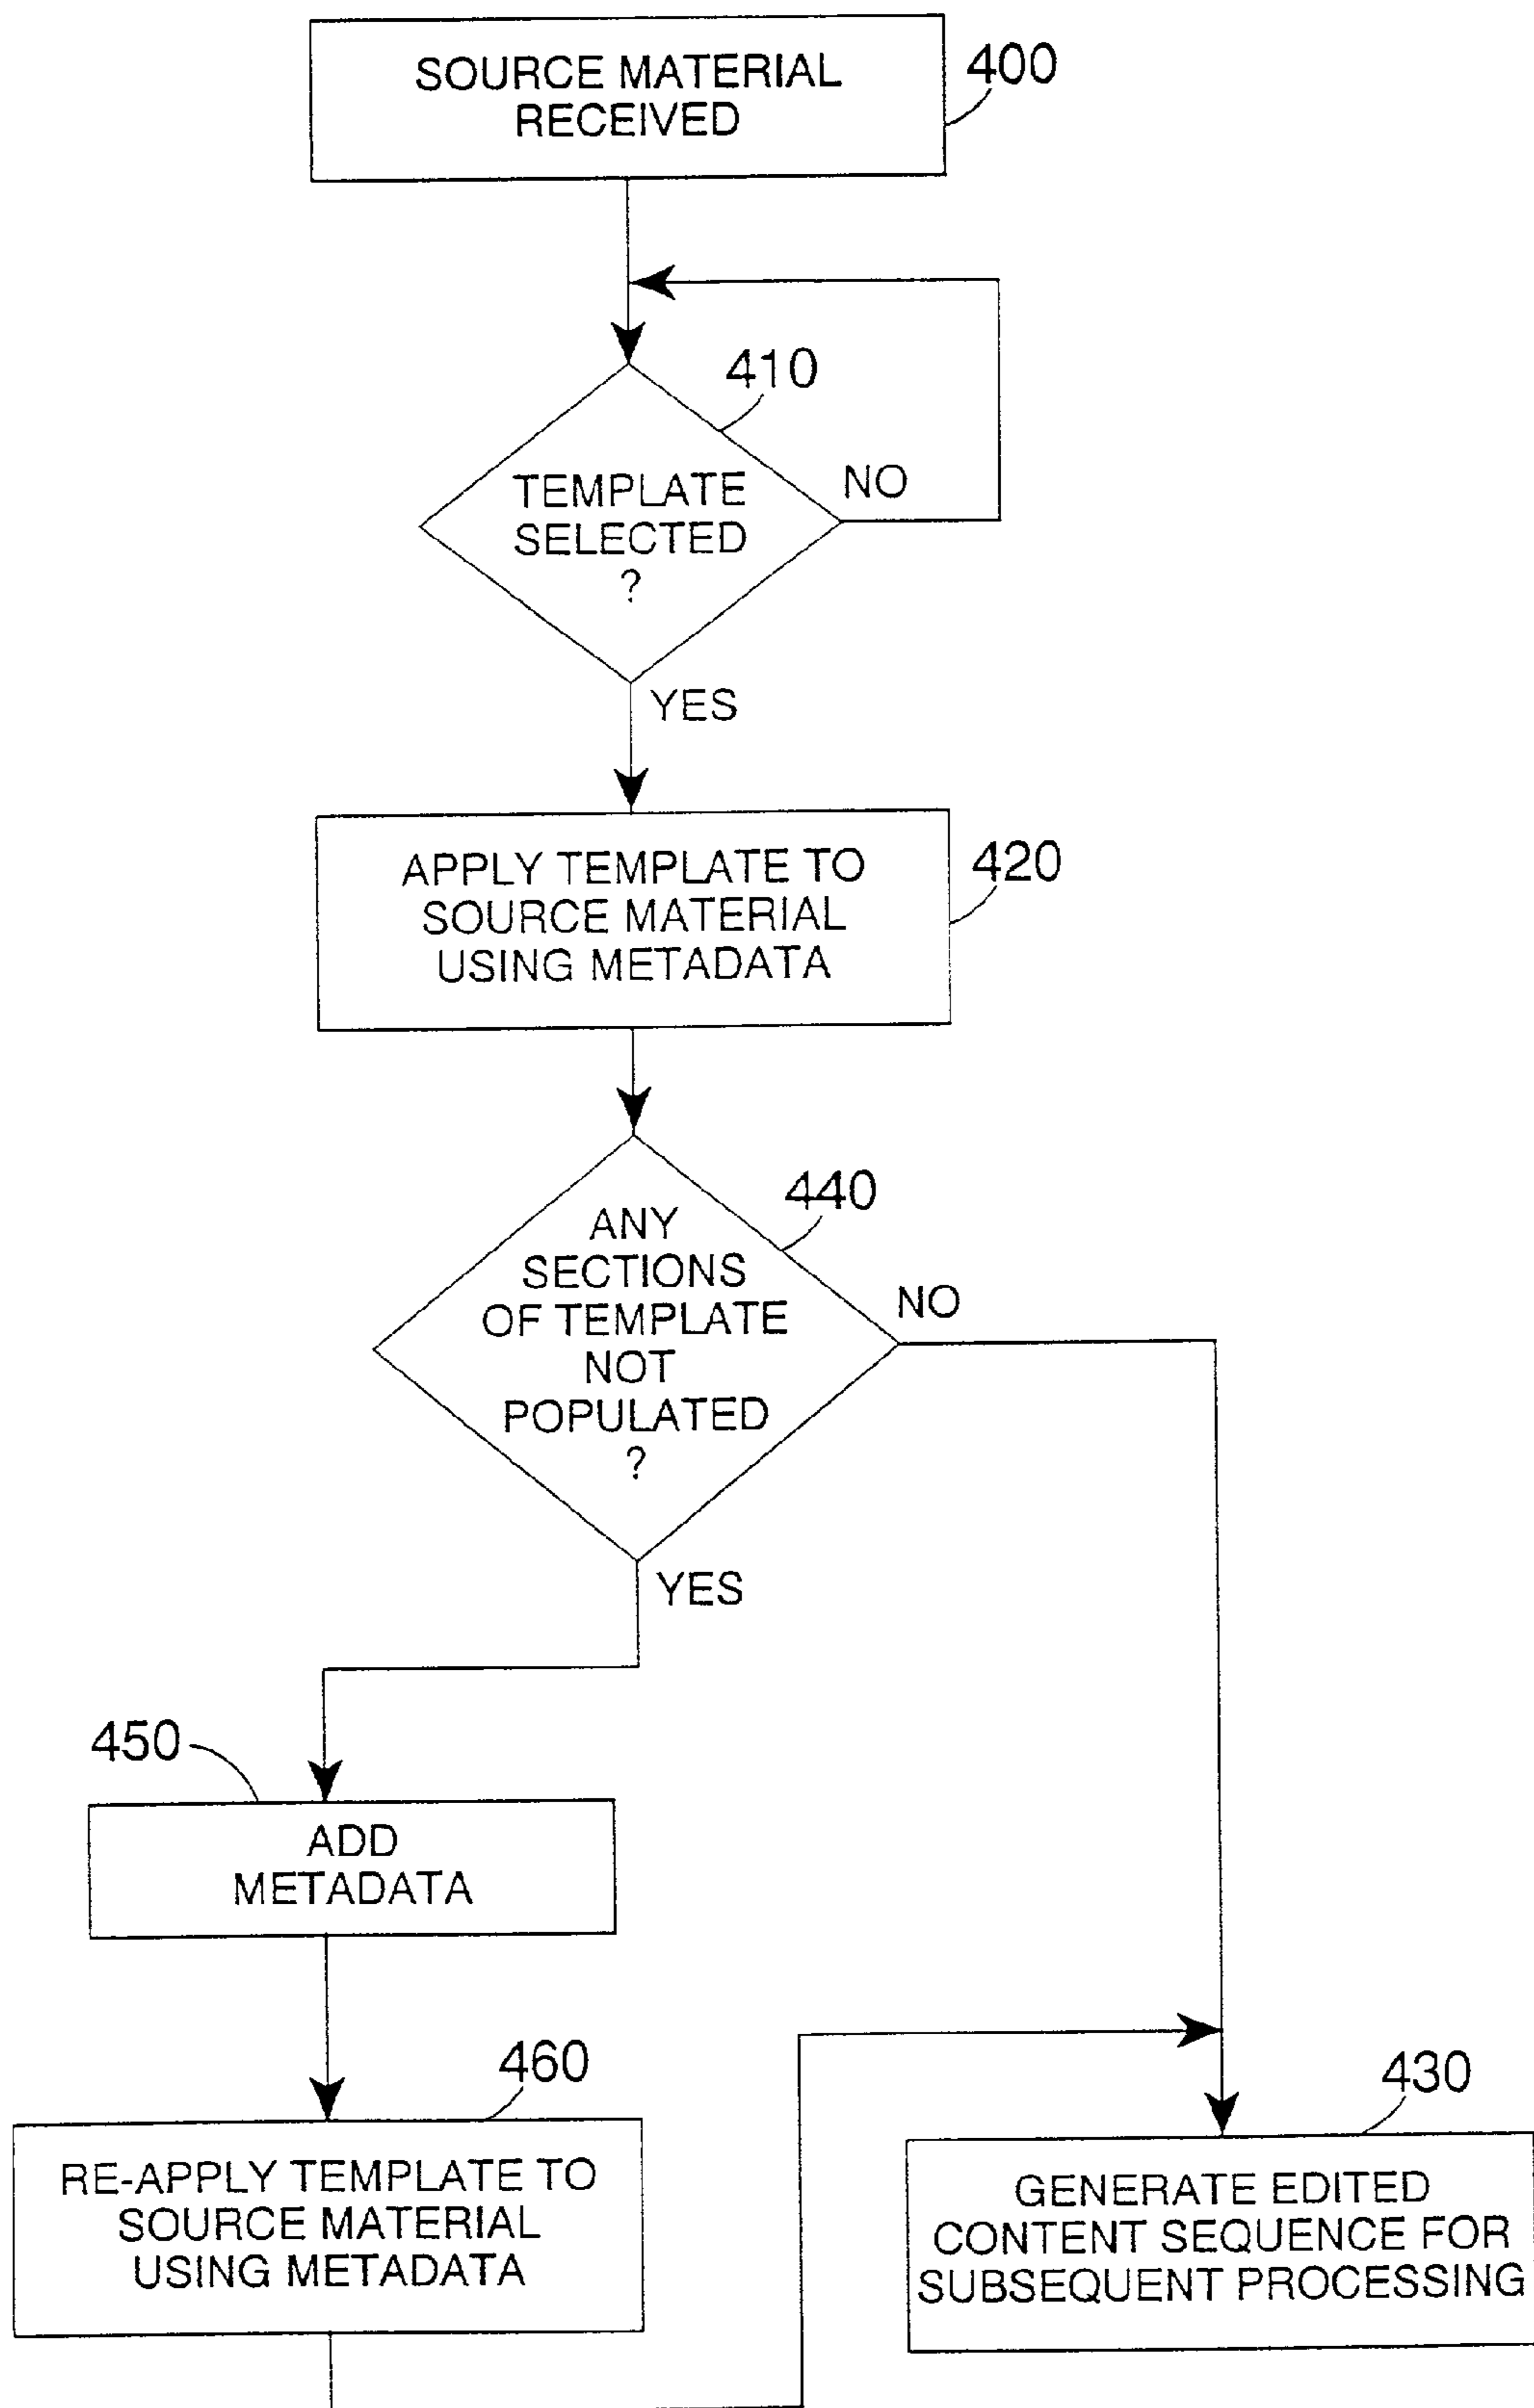 SOURCE MATERIAL
RECEIVED
400
410
TEMPLATE
SELECTED
?
NO
YES
APPLY TEMPLATE TO
SOURCE MATERIAL
USING METADATA
420
440
ANY
SECTIONS
OF TEMPLATE
NOT
POPULATED
?
NO
YES
450
ADD
METADATA
460
RE-APPLY TEMPLATE TO
SOURCE MATERIAL
USING METADATA
430
GENERATE EDITED
CONTENT SEQUENCE FOR
SUBSEQUENT PROCESSING